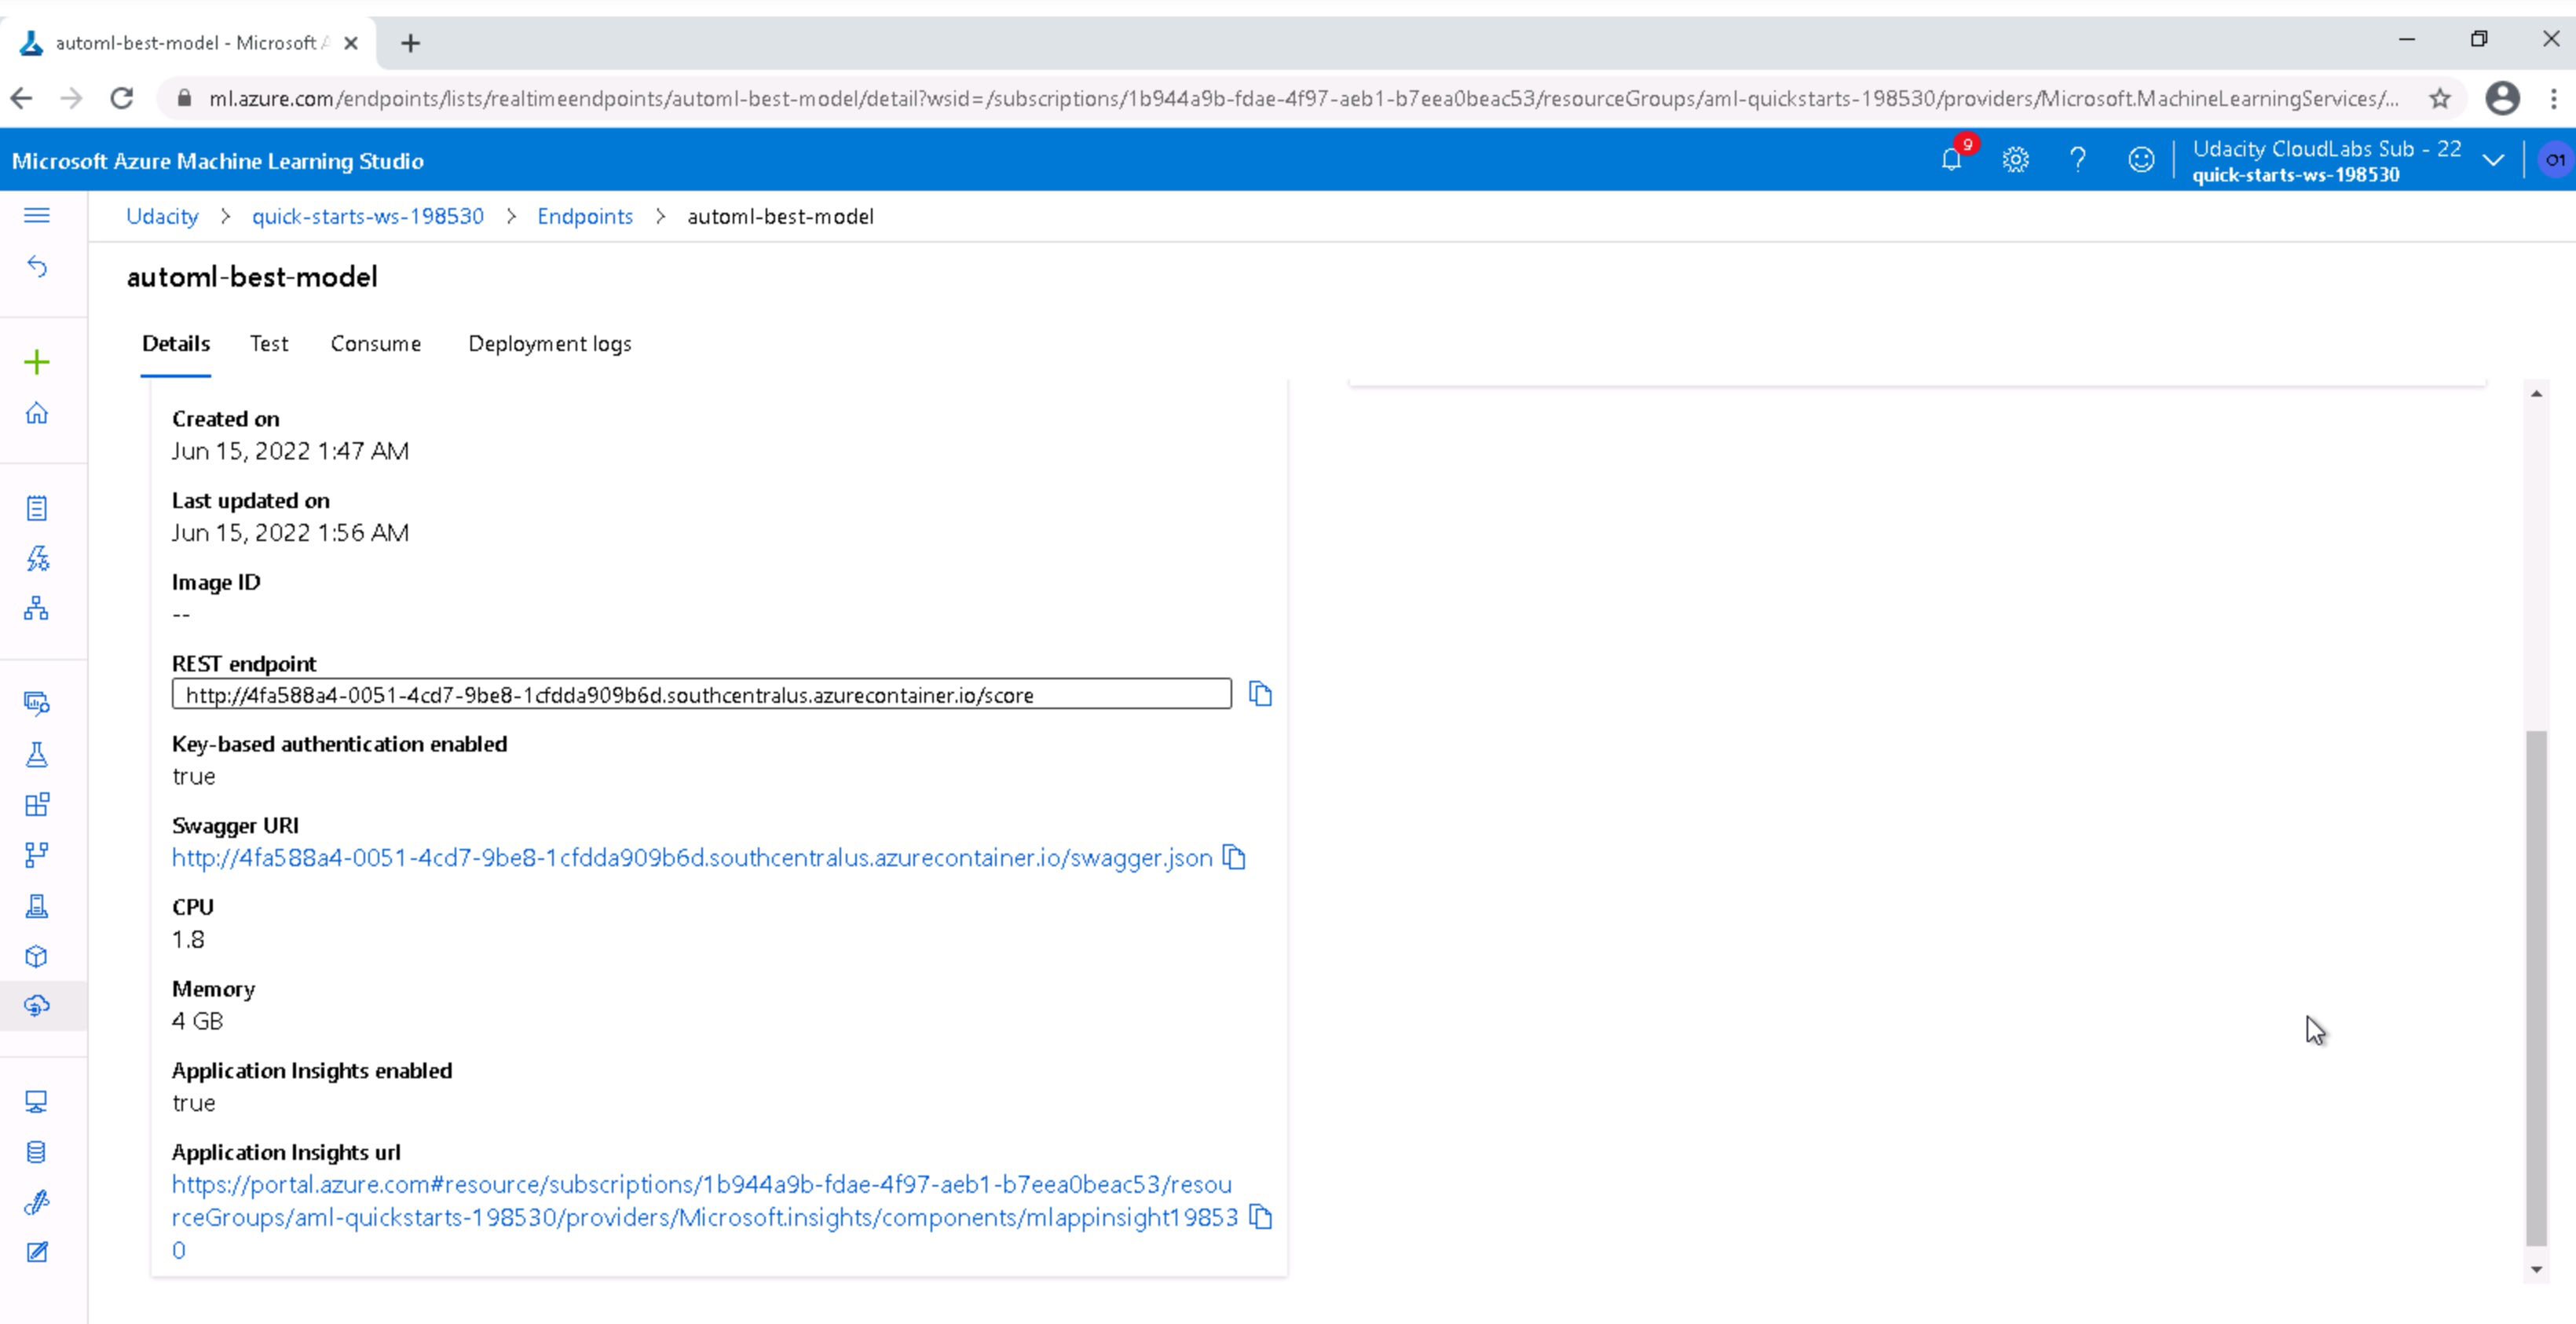 automl-best-model - Microsoft A
ml.azure.com/endpoints/lists/realtimeendpoints/automl-best-model/detail?wsid=/subscriptions/1b944a9b-fdae-4f97-aeb1-b7eea0beac53/resourceGroups/aml-quickstarts-198530/providers/Microsoft.MachineLearningServices/...
Microsoft Azure Machine Learning Studio
9
Udacity CloudLabs Sub - 22
quick-starts-ws-198530
O1
Udacity > quick-starts-ws-198530 > Endpoints > automl-best-model
automl-best-model
Details Test Consume Deployment logs
Created on
Jun 15, 2022 1:47 AM
Last updated on
Jun 15, 2022 1:56 AM
Image ID
--
REST endpoint
http://4fa588a4-0051-4cd7-9be8-1cfdda909b6d.southcentralus.azurecontainer.io/score
Key-based authentication enabled
true
Swagger URI
http://4fa588a4-0051-4cd7-9be8-1cfdda909b6d.southcentralus.azurecontainer.io/swagger.json
CPU
1.8
Memory
4 GB
Application Insights enabled
true
Application Insights url
https://portal.azure.com#resource/subscriptions/1b944a9b-fdae-4f97-aeb1-b7eea0beac53/resou
rceGroups/aml-quickstarts-198530/providers/Microsoft.insights/components/mlappinsight19853
0